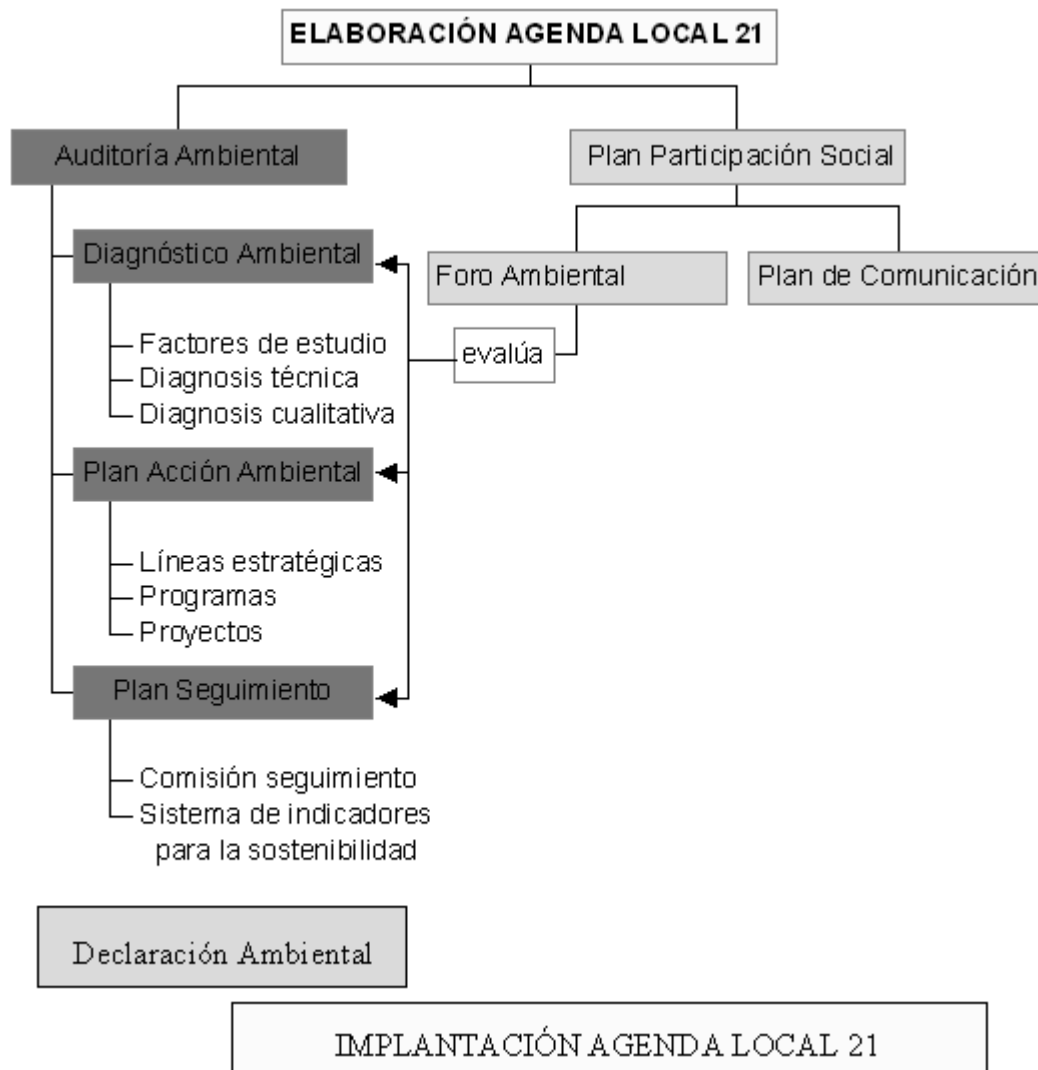 ELABORACIÓN AGENDA LOCAL 21
Auditoría Ambiental
Plan Participación Social
Diagnóstico Ambiental
Foro Ambiental
Plan de Comunicación
evalúa
Factores de estudio
Diagnosis técnica
Diagnosis cualitativa
Plan Acción Ambiental
Líneas estratégicas
Programas
Proyectos
Plan Seguimiento
Comisión seguimiento
Sistema de indicadores
para la sostenibilidad
Declaración Ambiental
IMPLANTACIÓN AGENDA LOCAL 21